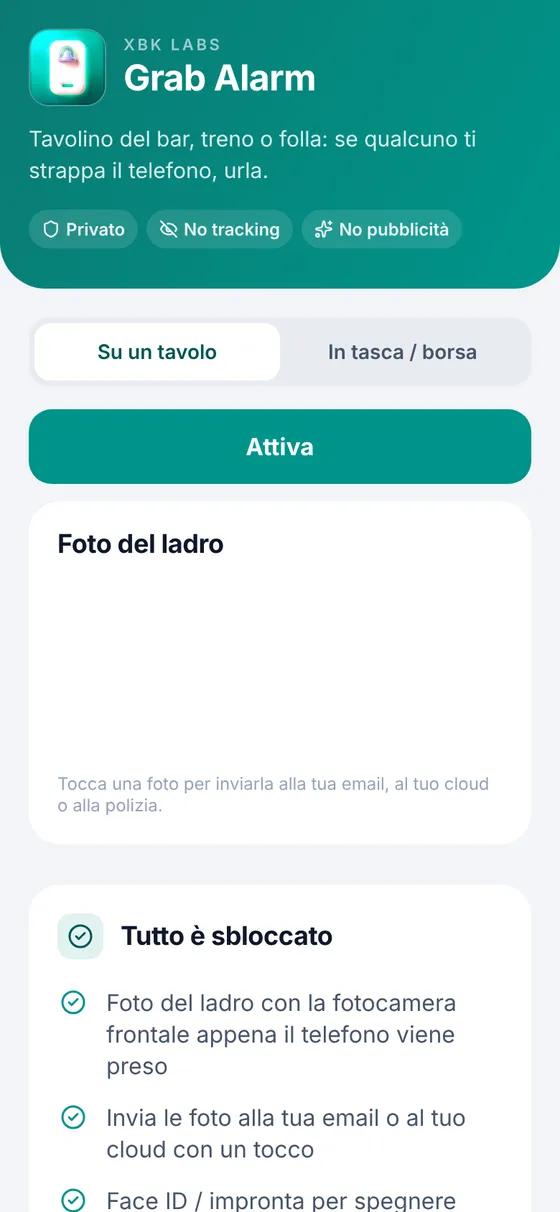 XBK LABS
Grab Alarm
Tavolino del bar, treno o folla: se qualcuno ti
strappa il telefono, urla.
Privato
No tracking
No pubblicità
Su un tavolo
In tasca / borsa
Attiva
Foto del ladro
Tocca una foto per inviarla alla tua email, al tuo cloud
o alla polizia.
Tutto è sbloccato
Foto del ladro con la fotocamera
frontale appena il telefono viene
preso
Invia le foto alla tua email o al tuo
cloud con un tocco
Face ID / impronta per spegnere